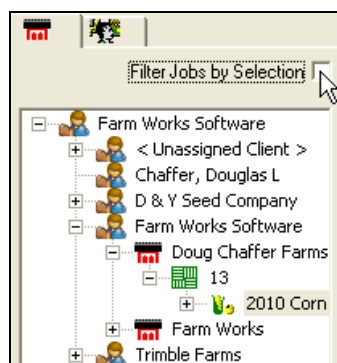 Filter Jobs by Selection
Farm Works Software
< Unassigned Client >
Chaffer, Douglas L
D & Y Seed Company
Farm Works Software
Doug Chaffer Farms
13
2010 Corn
Farm Works
Trimble Farms